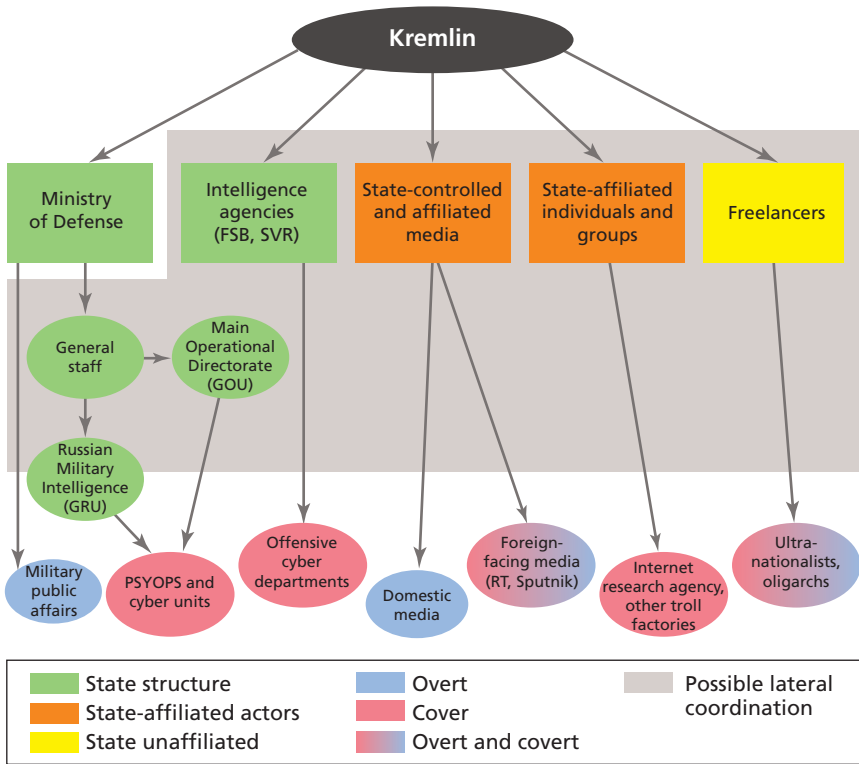 Kremlin
Ministry
of Defense
Intelligence
agencies
(FSB, SVR)
State-controlled
and affiliated
media
State-affiliated
individuals and
groups
Freelancers
General
staff
Main
Operational
Directorate
(GOU)
Russian
Military
Intelligence
(GRU)
Military
public
affairs
PSYOPS and
cyber units
Offensive
cyber
departments
Domestic
media
Foreign-
facing media
(RT, Sputnik)
Internet
research agency,
other troll
factories
Ultra-
nationalists,
oligarchs
State structure
State-affiliated actors
State unaffiliated
Overt
Cover
Overt and covert
Possible lateral
coordination